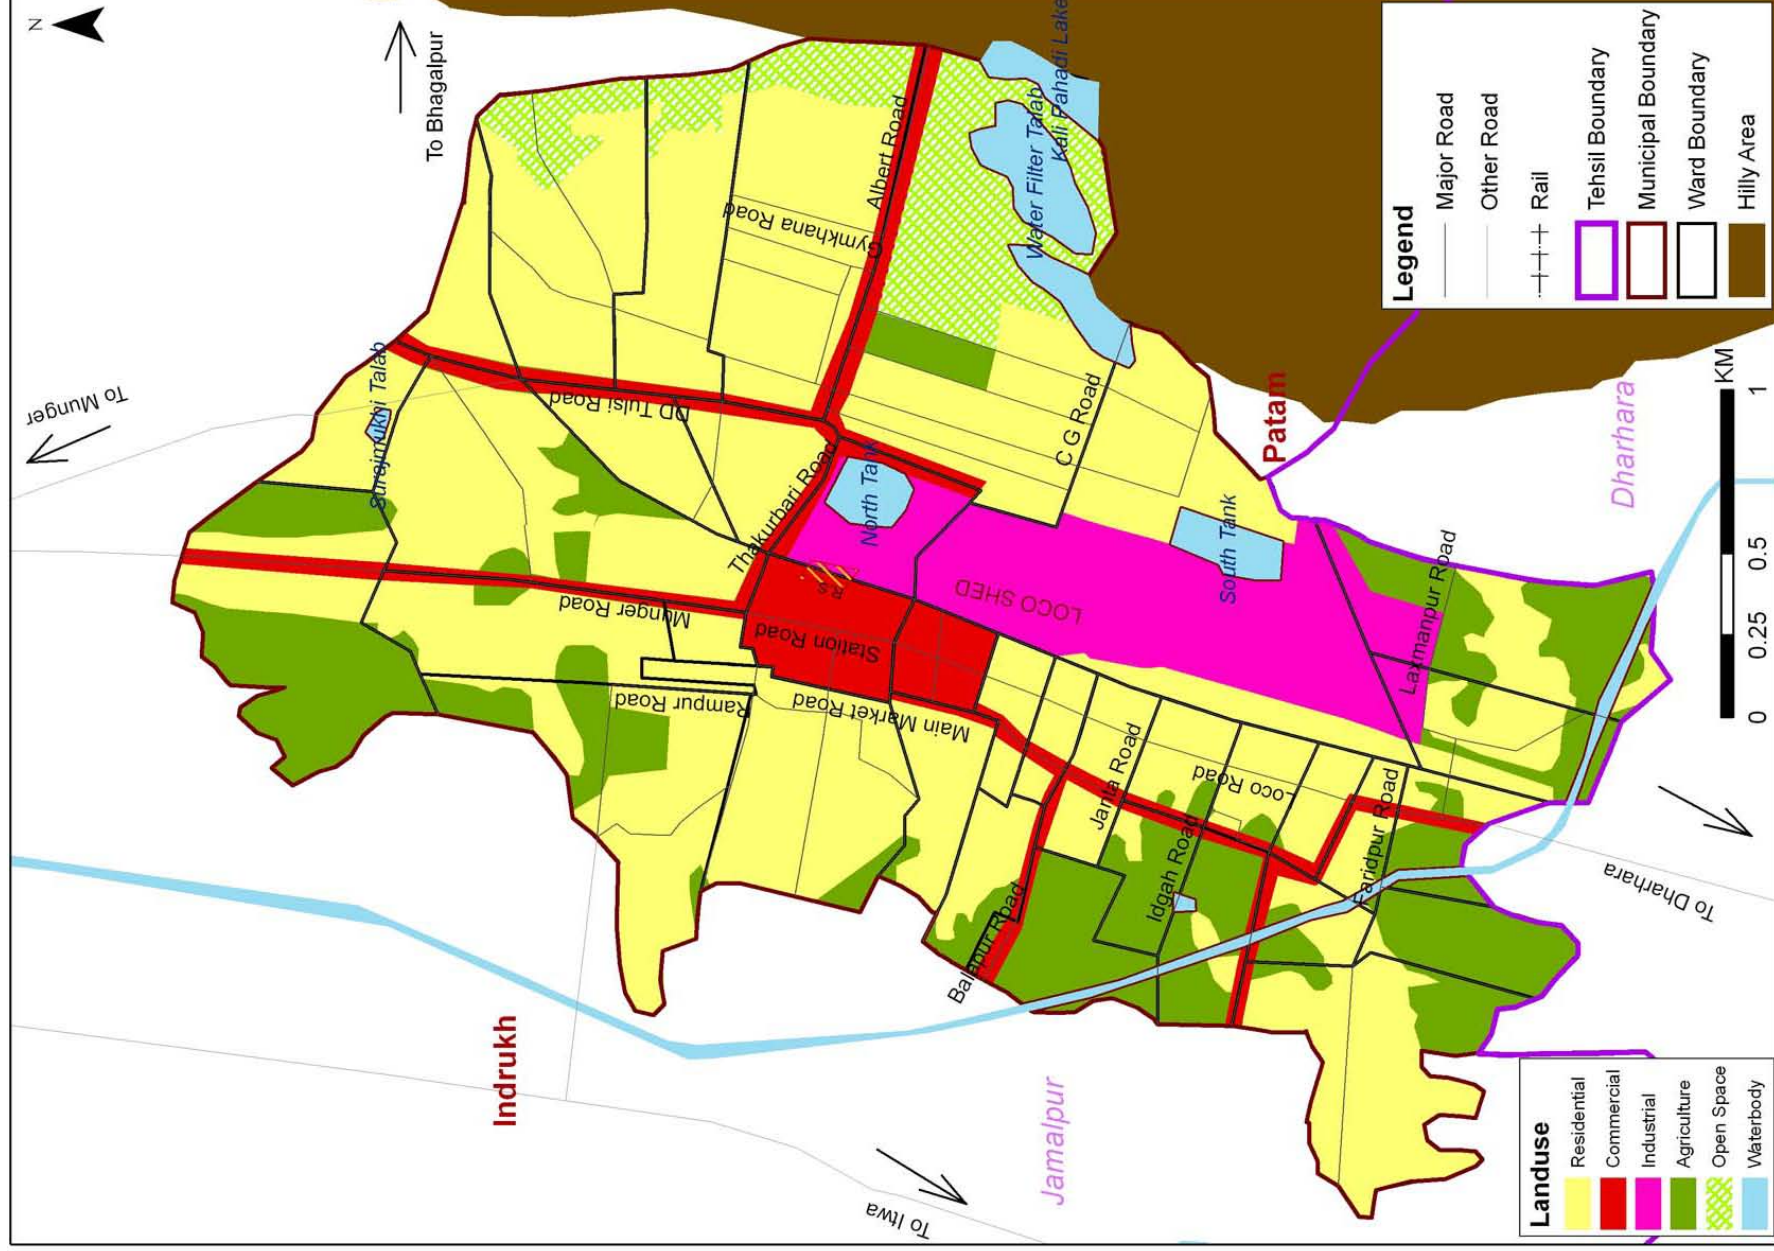 N
To Bhagalpur
To Munger
Surajmukhi Talab
DD Tulsi Road
Gymkhana Road
Albert Road
Water Filter Talab
Kali Pahadi Lake
Thakurbari Road
North Tank
C G Road
Munger Road
R.S
Station Road
LOCO SHED
South Tank
Patam
Dharhara
Rampur Road
Main Market Road
Laxmanpur Road
Janta Road
Loco Road
Idgah Road
Faridpur Road
Balapur Road
To Dharhara
Indrukh
Jamalpur
To Itwa
Legend
Major Road
Other Road
Rail
Tehsil Boundary
Municipal Boundary
Ward Boundary
Hilly Area
0 0.25 0.5 1
KM
Landuse
Residential
Commercial
Industrial
Agriculture
Open Space
Waterbody